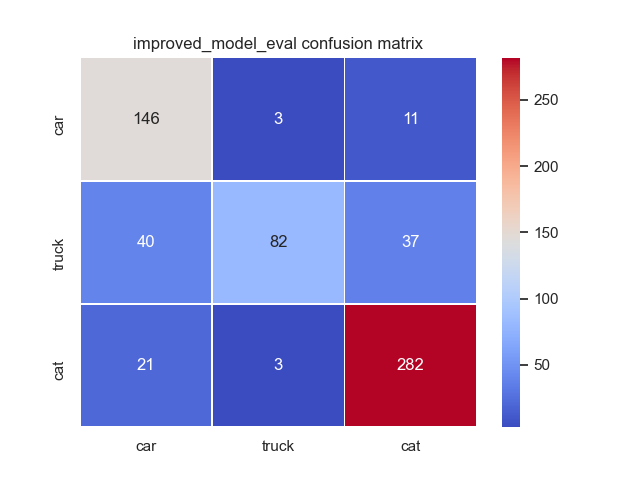 improved_model_eval confusion matrix
car
146 3 11
truck
40 82 37
cat
21 3 282
car truck cat
250
200
150
100
50